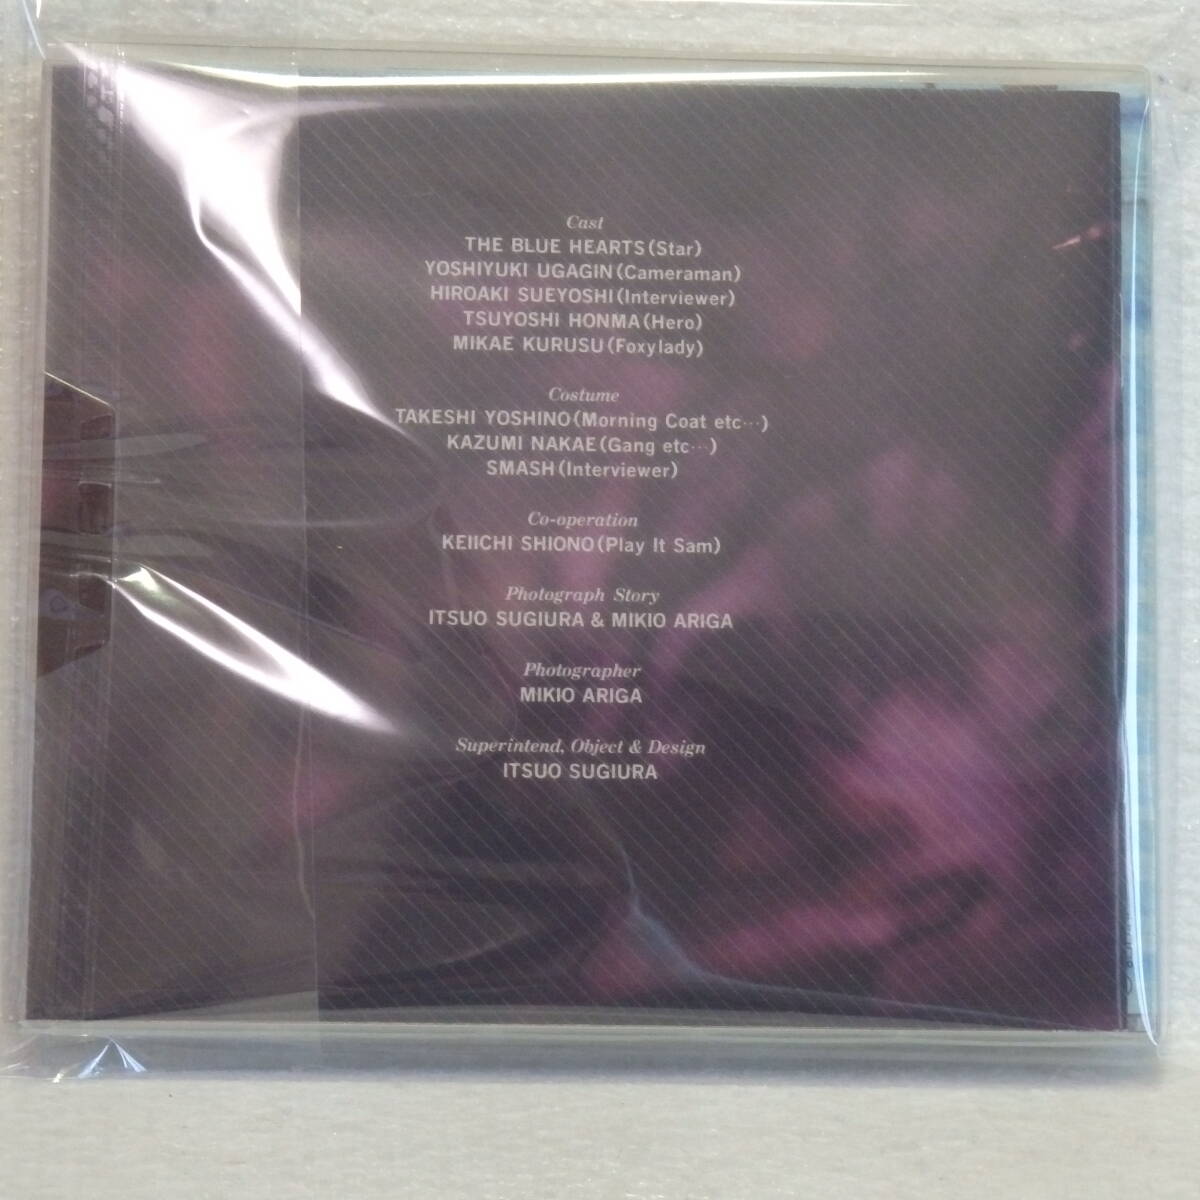 Cast
THE BLUE HEARTS(Star)
YOSHIYUKI UGAGIN(Cameraman)
HIROAKI SUEYOSHI(Interviewer)
TSUYOSHI HONMA(Hero)
MIKAE KURUSU(Foxylady)
Costume
TAKESHI YOSHINO(Morning Coat etc…)
KAZUMI NAKAE(Gang etc…)
SMASH(Interviewer)
Co-operation
KEIICHI SHIONO(Play It Sam)
Photograph Story
ITSUO SUGIURA & MIKIO ARIGA
Photographer
MIKIO ARIGA
Superintend, Object & Design
ITSUO SUGIURA